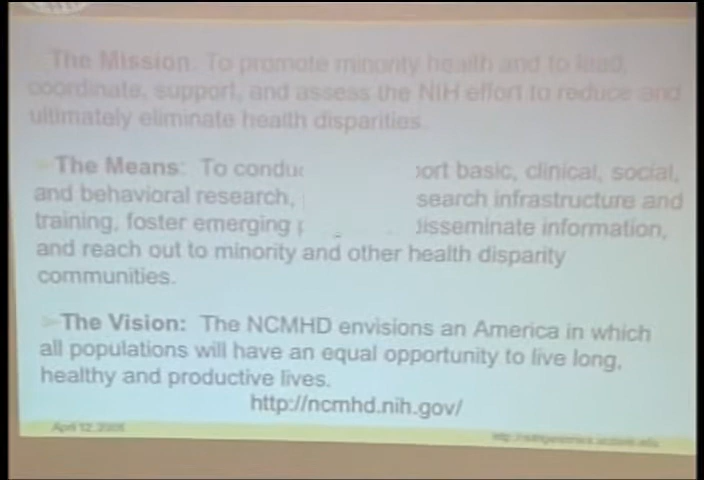 The Mission. To promote minority health and to lead,
coordinate, support, and assess the NIH effort to reduce and
ultimately eliminate health disparities.
The Means: To conduc ort basic, clinical, social,
and behavioral research, search infrastructure and
training, foster emerging disseminate information,
and reach out to minority and other health disparity
communities.
The Vision: The NCMHD envisions an America in which
all populations will have an equal opportunity to live long,
healthy and productive lives.
http://ncmhd.nih.gov/
April 12,